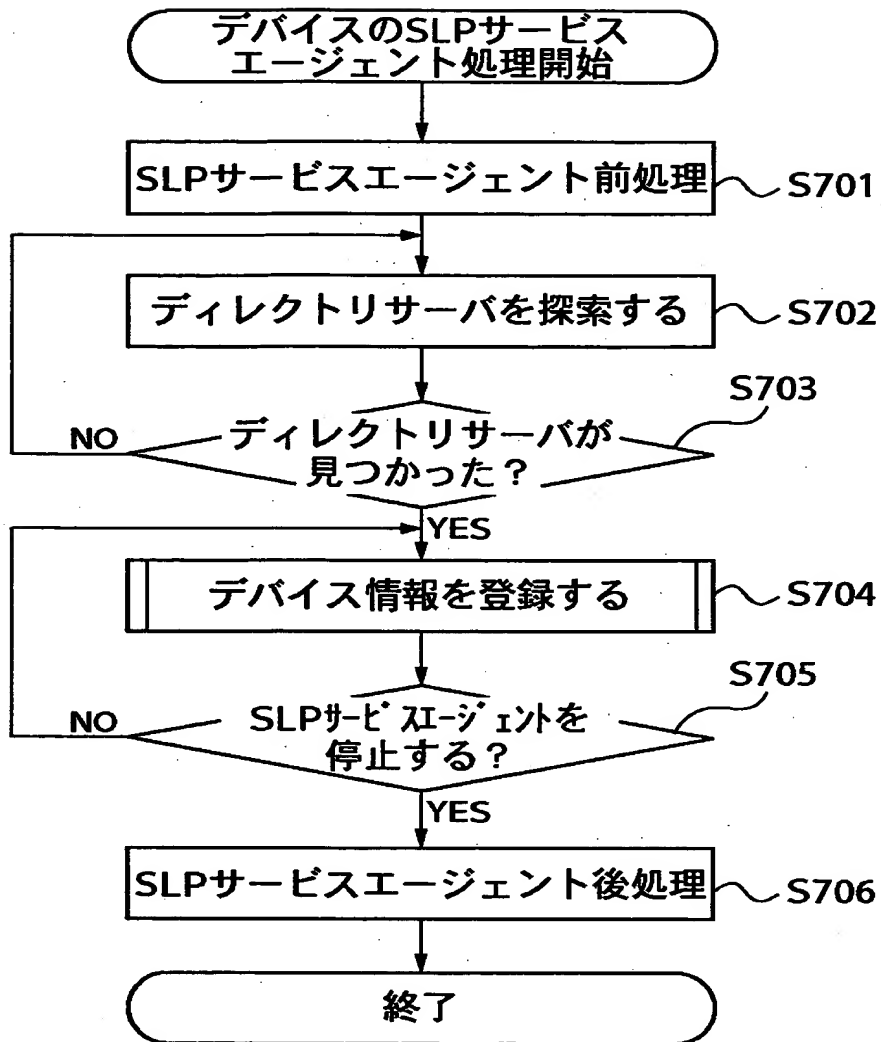 デバイスのSLPサービス
エージェント処理開始
SLPサービスエージェント前処理
S701
ディレクトリサーバを探索する
S702
S703
ディレクトリサーバが
見つかった?
NO
YES
デバイス情報を登録する
S704
S705
SLPサービスエージェントを
停止する?
NO
YES
SLPサービスエージェント後処理
S706
終了